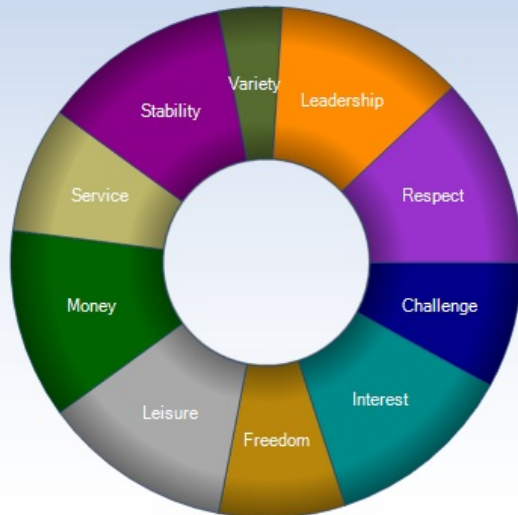 Variety
Leadership
Stability
Respect
Service
Challenge
Money
Interest
Leisure
Freedom